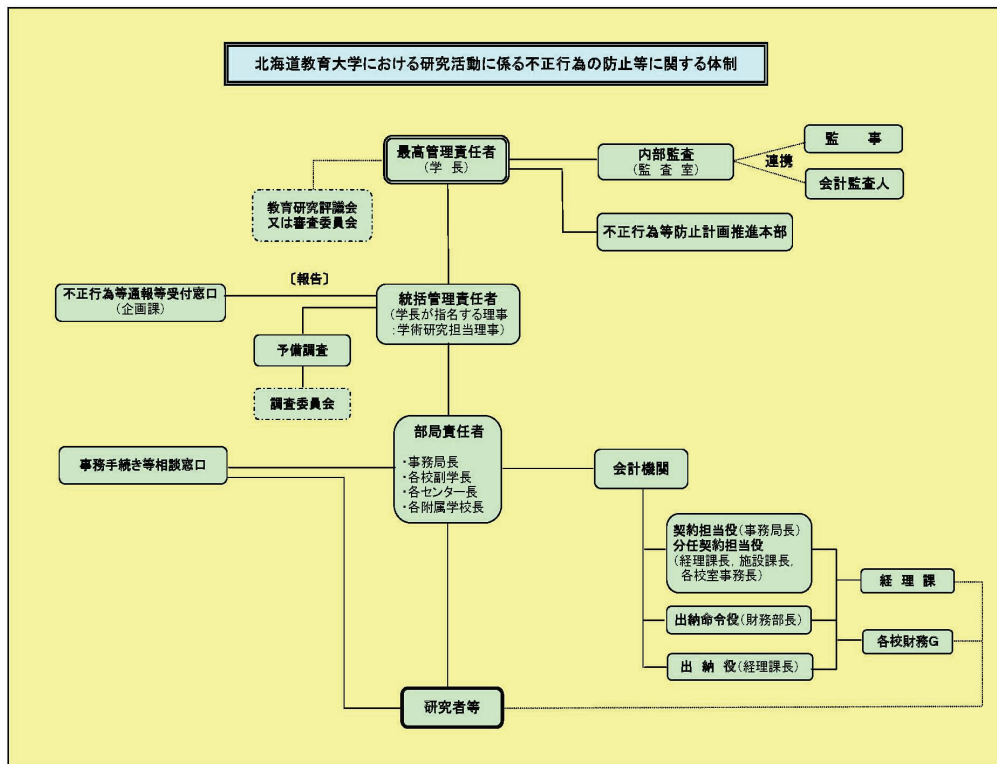 北海道教育大学における研究活動に係る不正行為の防止等に関する体制
最高管理責任者
(学 長)
内部監査
(監 査 室)
連携
監 事
会計監査人
教育研究評議会
又は審査委員会
不正行為等防止計画推進本部
不正行為等通報等受付窓口
(企画課)
〔報告〕
統括管理責任者
(学長が指名する理事
:学術研究担当理事)
予備調査
調査委員会
部局責任者
・事務局長
・各校副学長
・各センター長
・各附属学校長
事務手続き等相談窓口
会計機関
契約担当役(事務局長)
分任契約担当役
(経理課長，施設課長，
各校室事務長)
出納命令役(財務部長)
出 納 役(経理課長)
経 理 課
各校財務G
研究者等